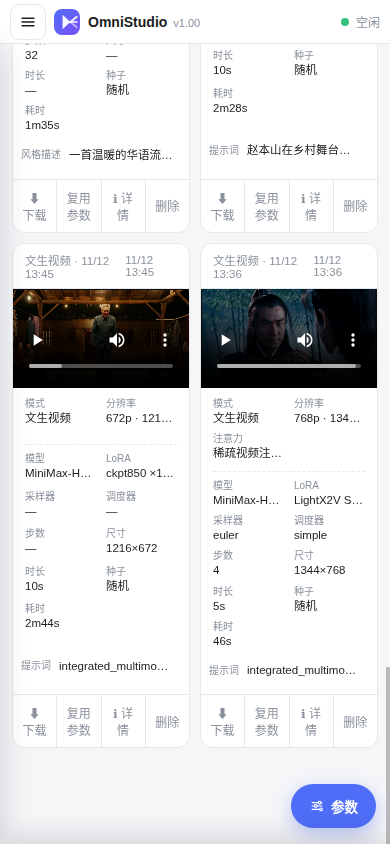 OmniStudio v1.00
空闲
32
—
时长
种子
—
随机
耗时
1m35s
风格描述 一首温暖的华语流…
下载
复用参数
详情
删除
时长
种子
10s
随机
耗时
2m28s
提示词 赵本山在乡村舞台…
下载
复用参数
详情
删除
文生视频 · 11/12 13:45
11/12 13:45
模式
分辨率
文生视频
672p · 121…
模型
LoRA
MiniMax-H…
ckpt850 ×1…
采样器
调度器
—
—
步数
尺寸
—
1216×672
时长
种子
10s
随机
耗时
2m44s
提示词 integrated_multimo…
下载
复用参数
详情
删除
文生视频 · 11/12 13:36
11/12 13:36
模式
分辨率
文生视频
768p · 134…
注意力
稀疏视频注…
模型
LoRA
MiniMax-H…
LightX2V S…
采样器
调度器
euler
simple
步数
尺寸
4
1344×768
时长
种子
5s
随机
耗时
46s
提示词 integrated_multimo…
下载
复用参数
详情
删除
参数